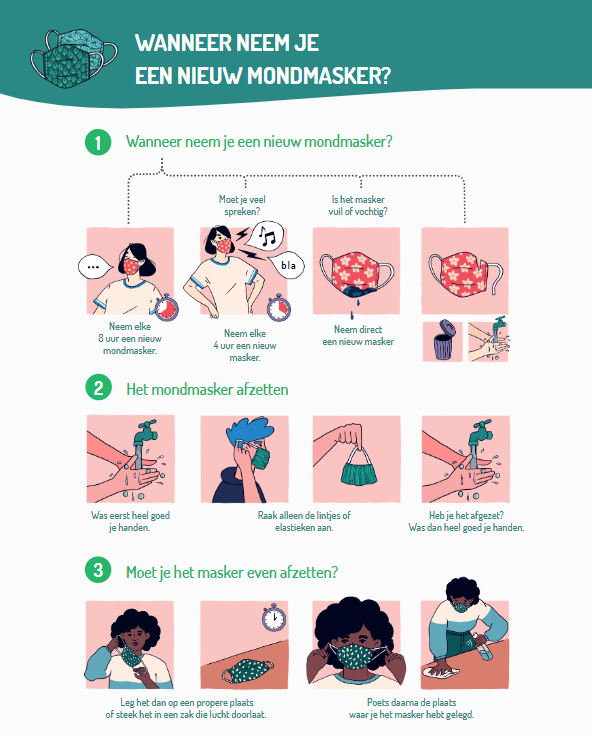 WANNEER NEEM JE
EEN NIEUW MONDMASKER?
1 Wanneer neem je een nieuw mondmasker?
Moet je veel
spreken?
Is het masker
vuil of vochtig?
...
bla
Neem elke
8 uur een nieuw
mondmasker.
Neem elke
4 uur een nieuw
masker.
Neem direct
een nieuw masker
2 Het mondmasker afzetten
Was eerst heel goed
je handen.
Raak alleen de lintjes of
elastieken aan.
Heb je het afgezet?
Was dan heel goed je handen.
3 Moet je het masker even afzetten?
Leg het dan op een propere plaats
of steek het in een zak die lucht doorlaat.
Poets daarna de plaats
waar je het masker hebt gelegd.